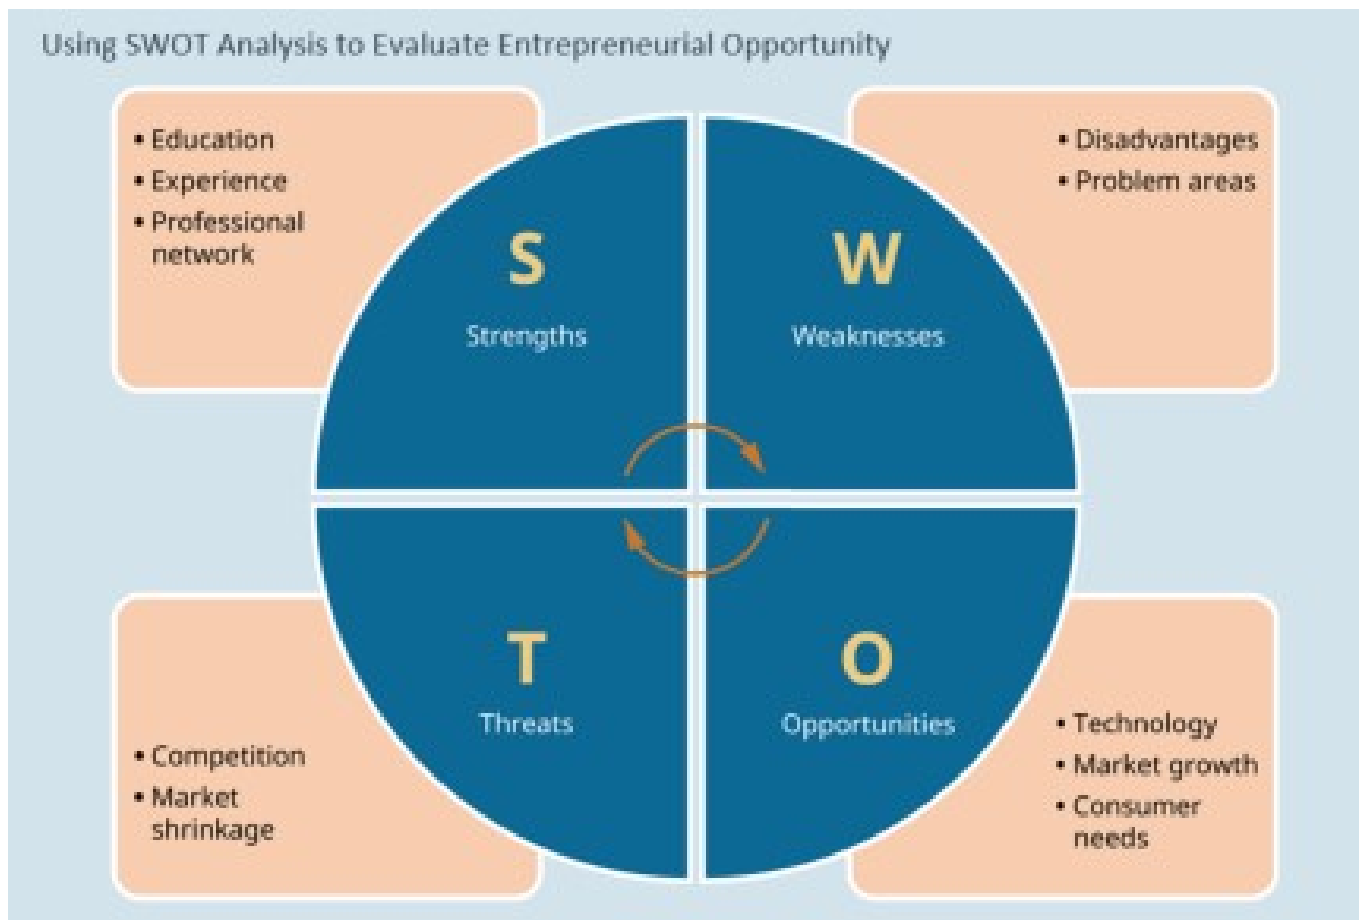 Using SWOT Analysis to Evaluate Entrepreneurial Opportunity
• Education
• Experience
• Professional
network
S
Strengths
W
Weaknesses
• Disadvantages
• Problem areas
T
Threats
• Competition
• Market
shrinkage
O
Opportunities
• Technology
• Market growth
• Consumer
needs